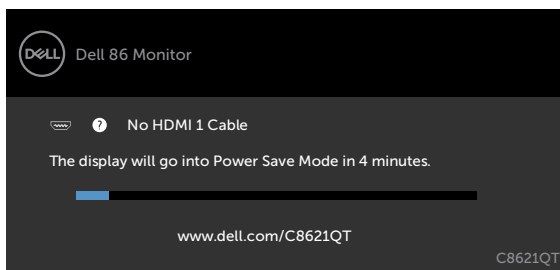 DELL Dell 86 Monitor
? No HDMI 1 Cable
The display will go into Power Save Mode in 4 minutes.
www.dell.com/C8621QT
C8621QT